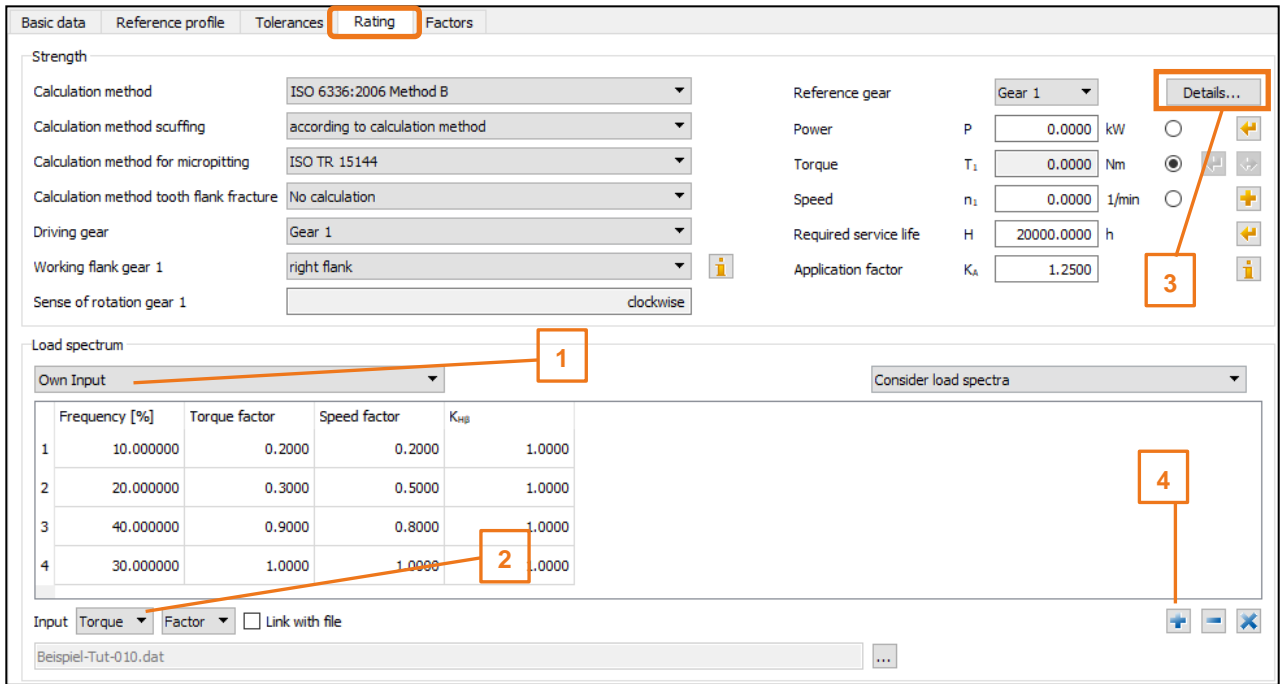 Basic data Reference profile Tolerances Rating Factors
Strength
Calculation method ISO 6336:2006 Method B Reference gear Gear 1 Details...
Calculation method scuffing according to calculation method Power P 0.0000 kW
Calculation method for micropitting ISO TR 15144 Torque T₁ 0.0000 Nm
Calculation method tooth flank fracture No calculation Speed n₁ 0.0000 1/min
Driving gear Gear 1 Required service life H 20000.0000 h
Working flank gear 1 right flank Application factor KA 1.2500
3
Sense of rotation gear 1 clockwise
Load spectrum
1
Own Input Consider load spectra
Frequency [%] Torque factor Speed factor KHβ
1 10.000000 0.2000 0.2000 1.0000
2 20.000000 0.3000 0.5000 1.0000
4
3 40.000000 0.9000 0.8000 1.0000
4 30.000000 1.0000 1.0000 1.0000
2
Input Torque Factor Link with file
Beispiel-Tut-010.dat ...